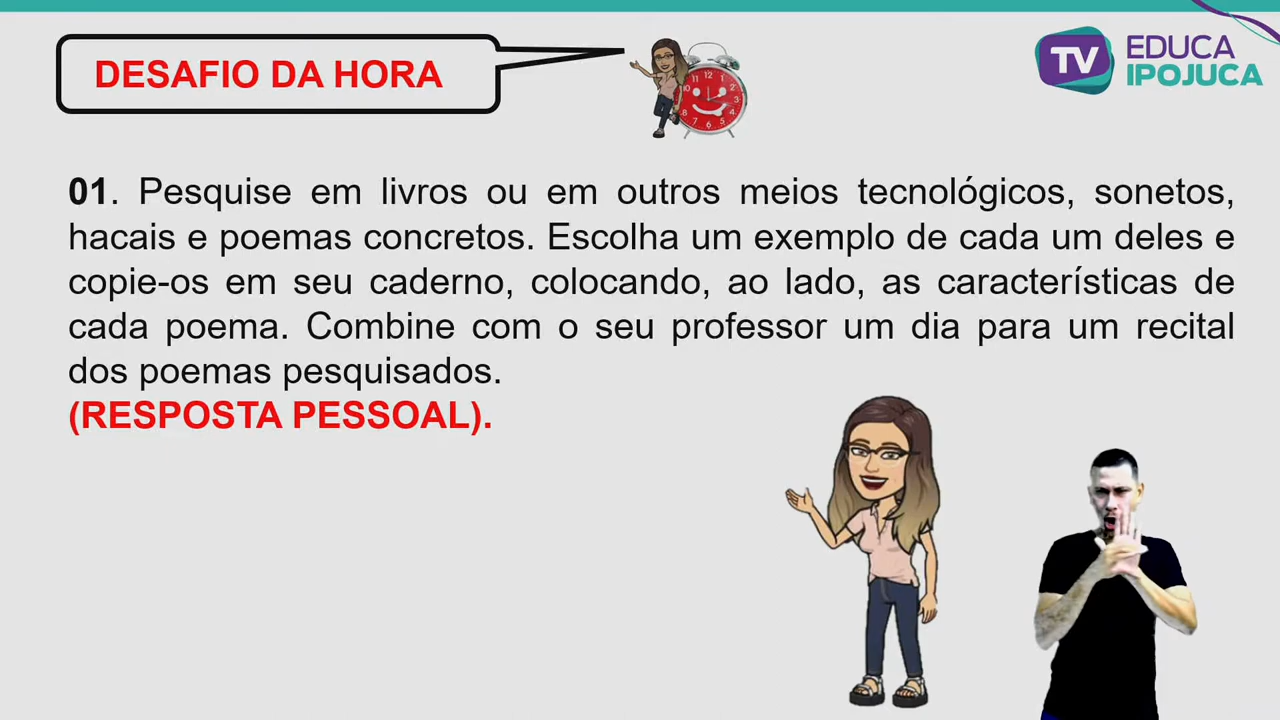 DESAFIO DA HORA
TV EDUCA
IPOJUCA
01. Pesquise em livros ou em outros meios tecnológicos, sonetos,
hacais e poemas concretos. Escolha um exemplo de cada um deles e
copie-os em seu caderno, colocando, ao lado, as características de
cada poema. Combine com o seu professor um dia para um recital
dos poemas pesquisados.
(RESPOSTA PESSOAL).